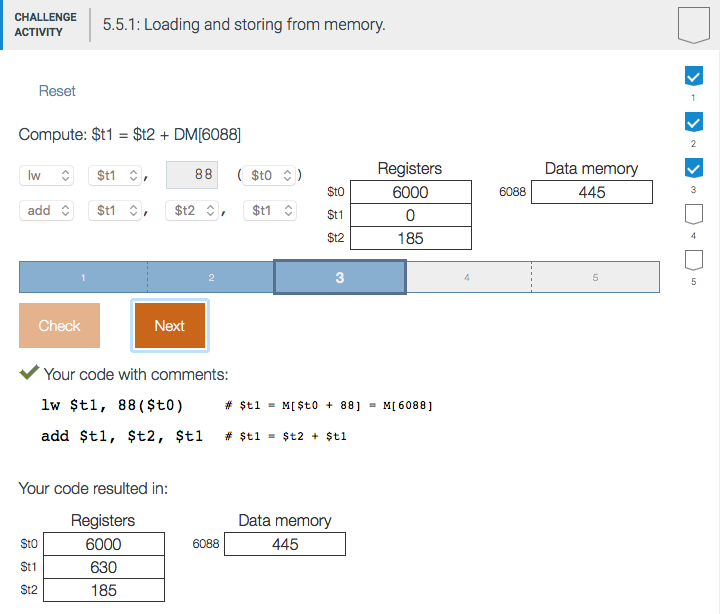 CHALLENGE
ACTIVITY
5.5.1: Loading and storing from memory.
Reset
Compute: $t1 = $t2 + DM[6088]
lw $t1 , 88 ( $t0 )
add $t1 , $t2 , $t1
Registers
$t0 6000
$t1 0
$t2 185
Data memory
6088 445
1 2 3 4 5
1
2
3
4
5
Check Next
Your code with comments:
lw $t1, 88($t0) # $t1 = M[$t0 + 88] = M[6088]
add $t1, $t2, $t1 # $t1 = $t2 + $t1
Your code resulted in:
Registers
$t0 6000
$t1 630
$t2 185
Data memory
6088 445